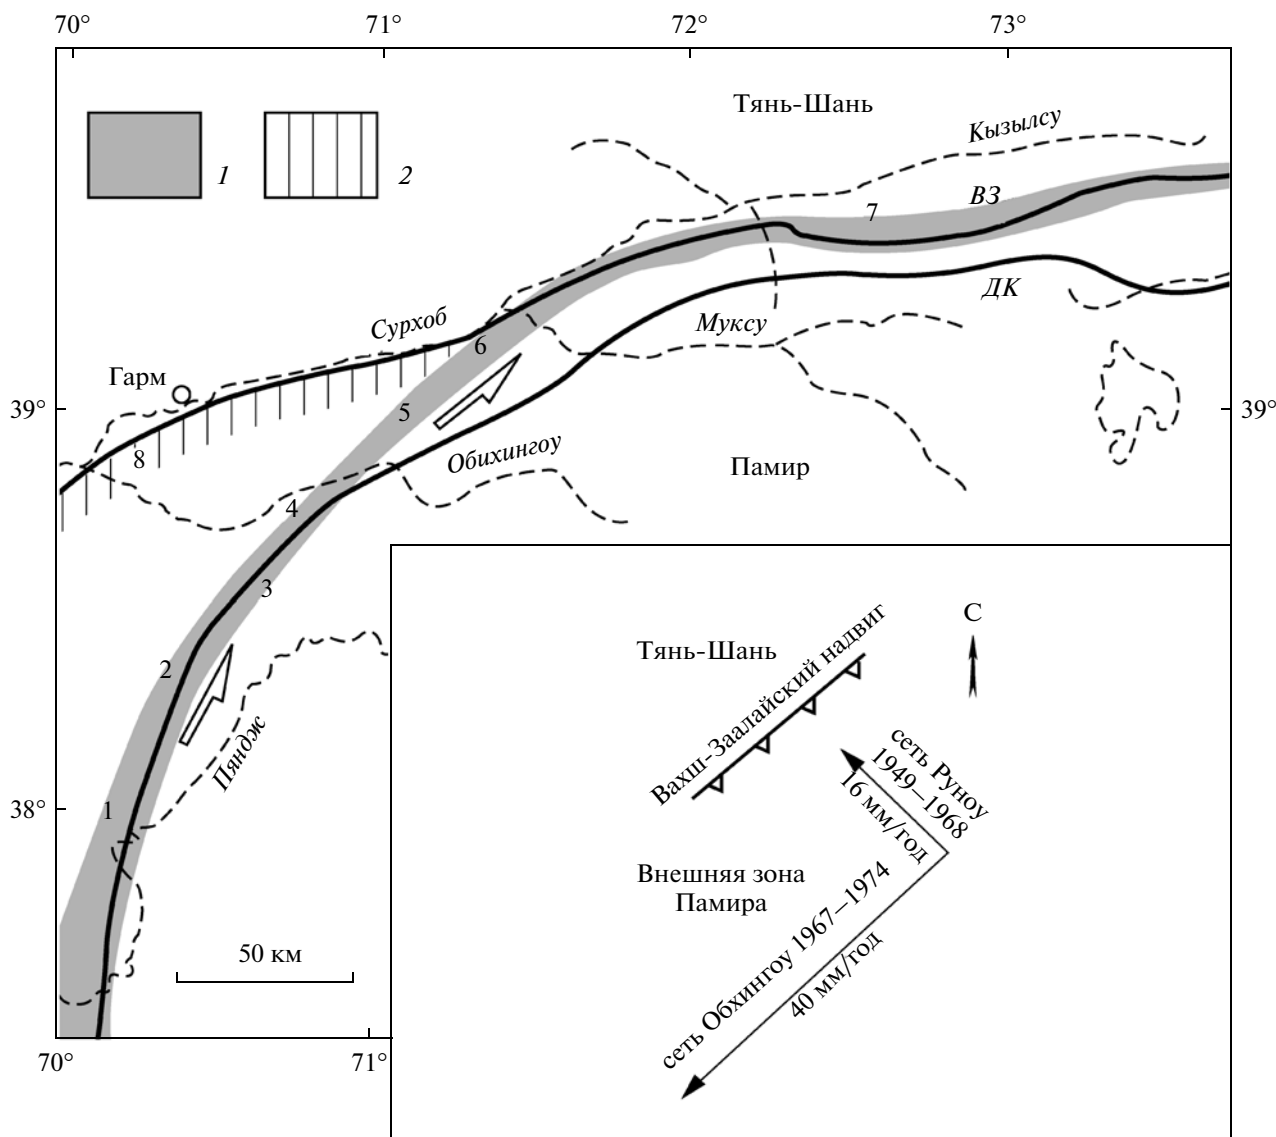 70°
71°
72°
73°
Тянь-Шань
Кызылсу
1
2
7
ВЗ
ДК
Сурхоб
Муксу
6
Гарм
39°
5
39°
8
Обихингоу
Памир
4
3
2
Пяндж
38°
1
50 км
70°
71°
Тянь-Шань
Вахш-Заалайский надвиг
С
сеть Руноу
1949–1968
16 мм/год
Внешняя зона
Памира
сеть Обхингоу 1967–1974
40 мм/год